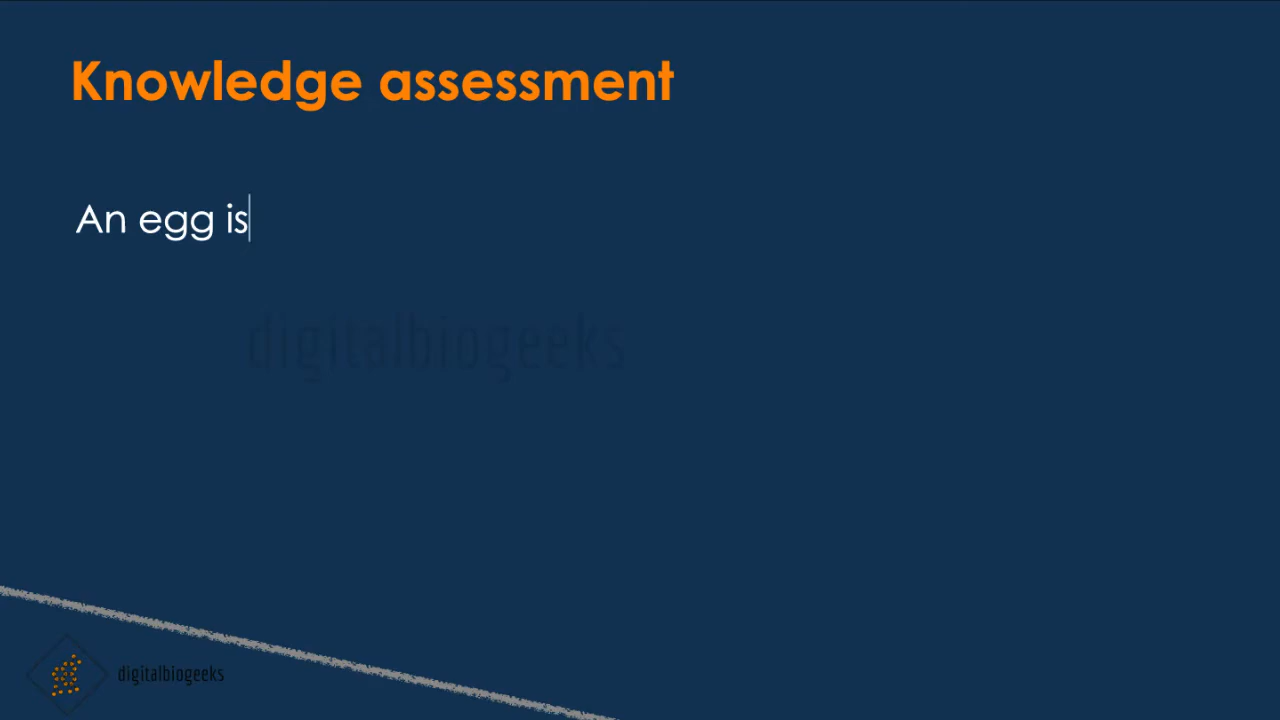 Knowledge assessment
An egg is
digitalbiogeeks
digitalbiogeeks